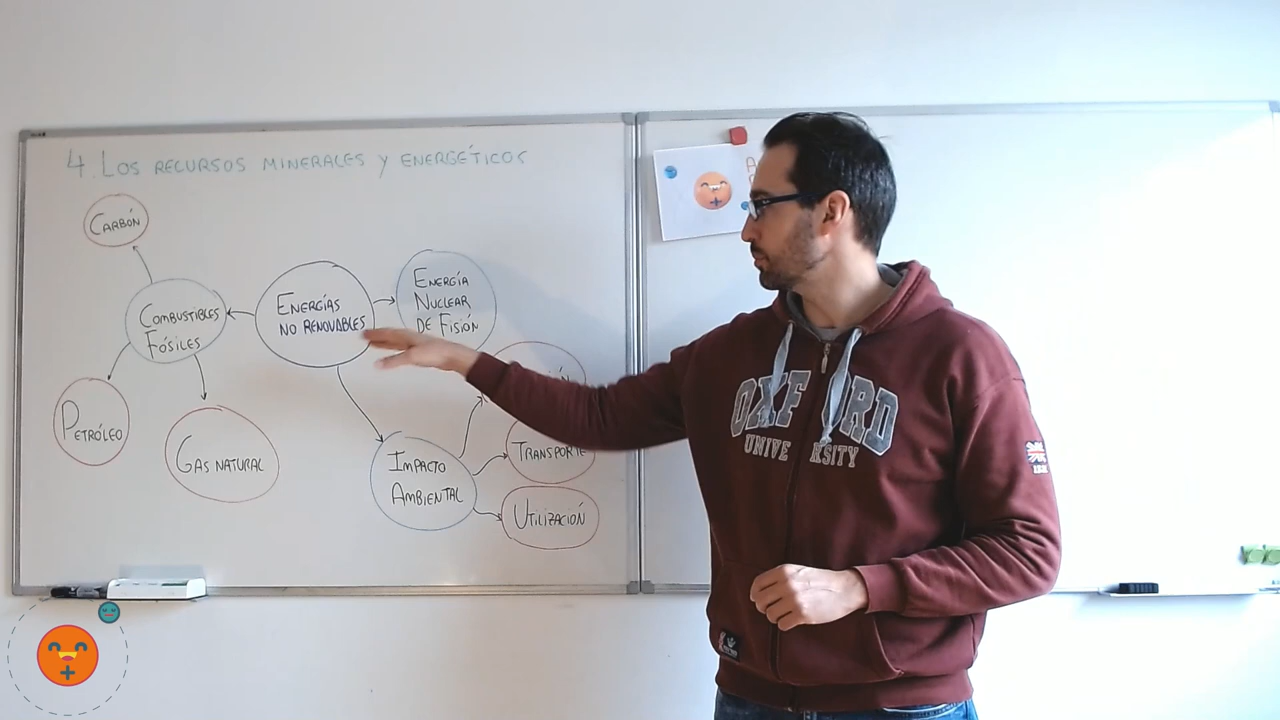 4. LOS RECURSOS MINERALES Y ENERGÉTICOS
CARBÓN
COMBUSTIBLES
FÓSILES
PETRÓLEO
GAS NATURAL
ENERGÍAS
NO RENOVABLES
ENERGÍA
NUCLEAR
DE FISIÓN
IMPACTO
AMBIENTAL
TRANSPORTE
UTILIZACIÓN
OXFORD
UNIVERSITY